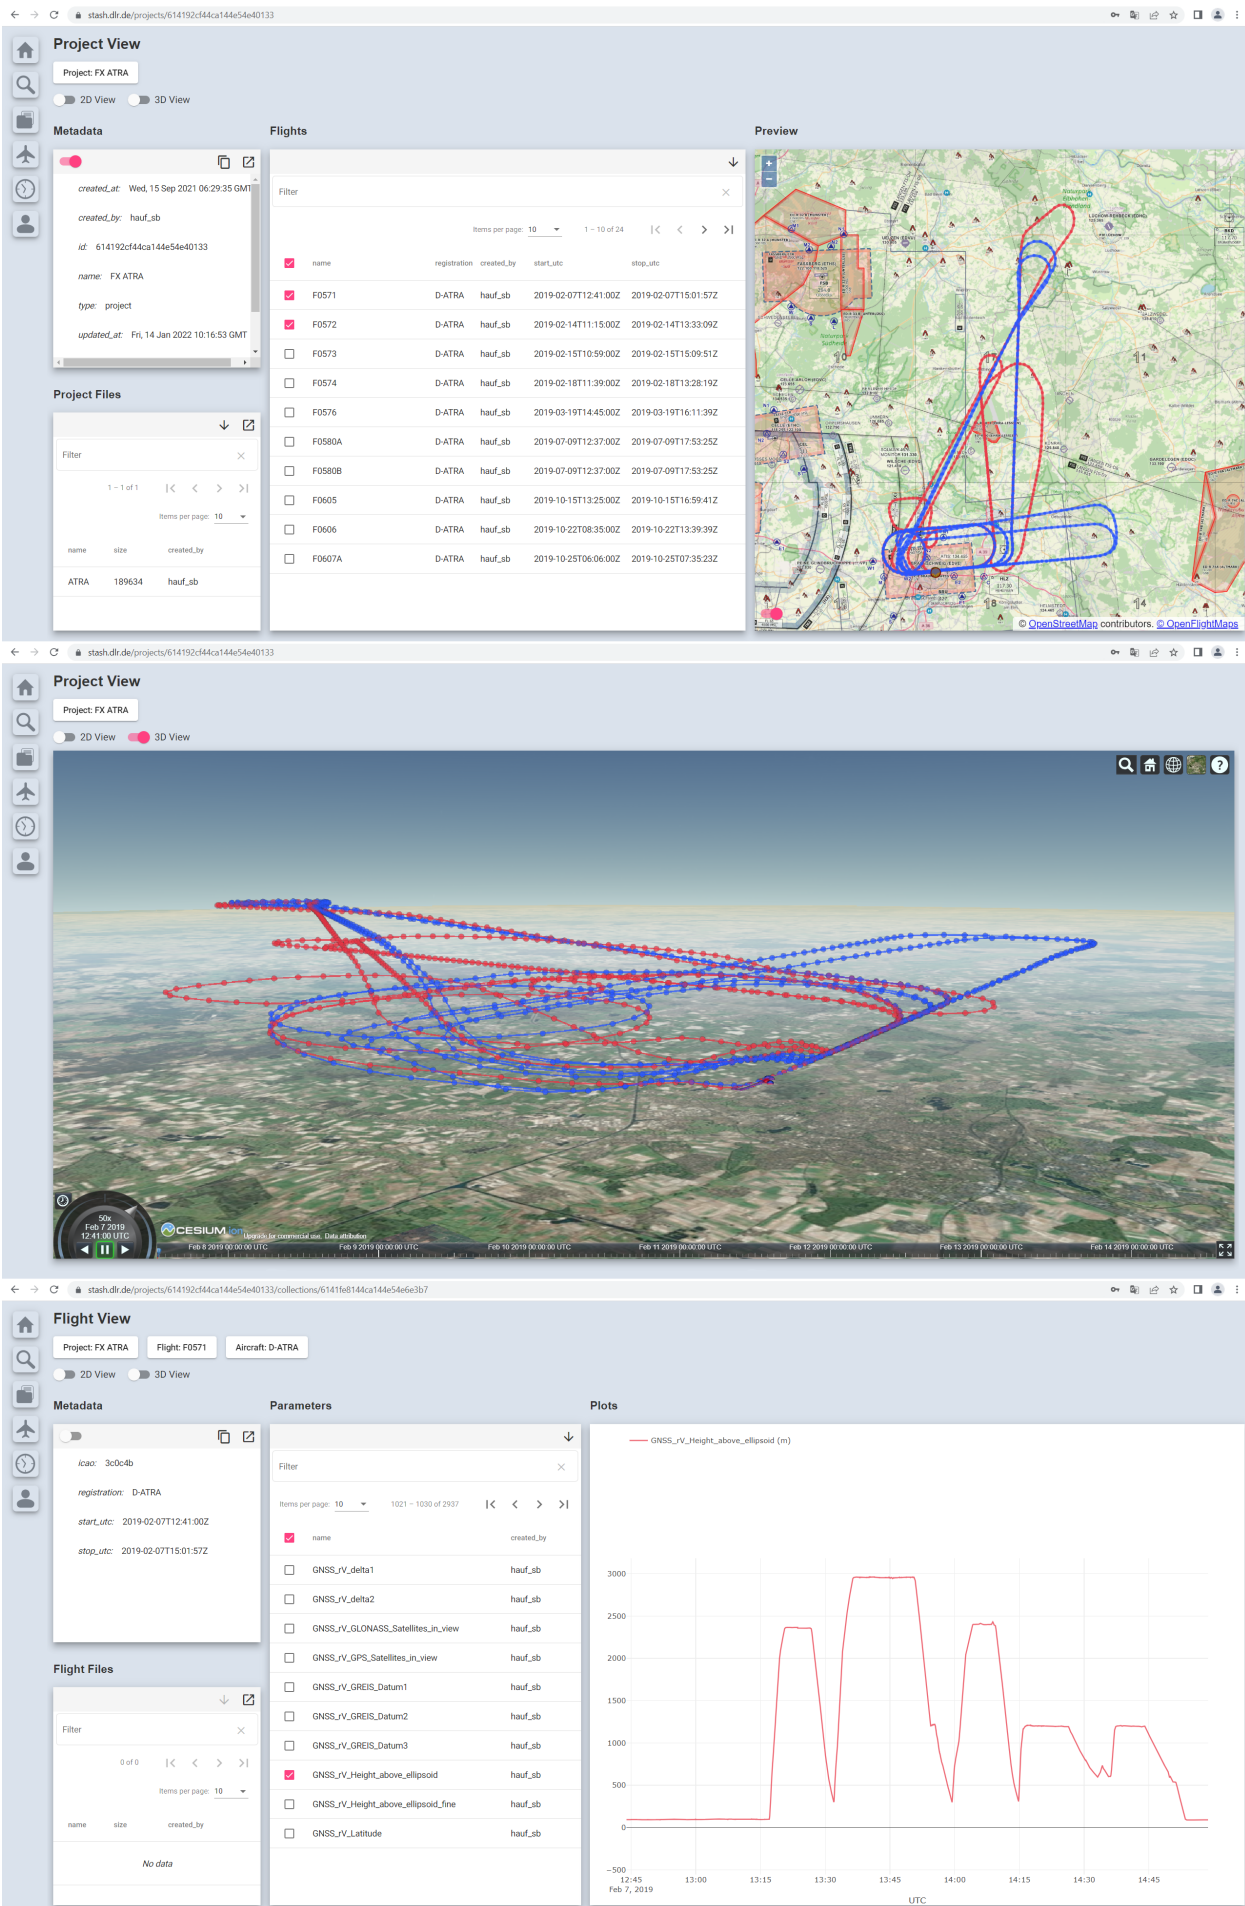 stash.dlr.de/projects/614192cf44ca144e54e40133
Project View
Project: FX ATRA
2D View 3D View
Metadata
created_at: Wed, 15 Sep 2021 06:29:35 GMT
created_by: hauf_sb
id: 614192cf44ca144e54e40133
name: FX ATRA
type: project
updated_at: Fri, 14 Jan 2022 10:16:53 GMT
Project Files
Filter
1 – 1 of 1
Items per page: 10
name size created_by
ATRA 189634 hauf_sb
Flights
Filter
Items per page: 10 1 – 10 of 24
name registration created_by start_utc stop_utc
F0571 D-ATRA hauf_sb 2019-02-07T12:41:00Z 2019-02-07T15:01:57Z
F0572 D-ATRA hauf_sb 2019-02-14T11:15:00Z 2019-02-14T13:33:09Z
F0573 D-ATRA hauf_sb 2019-02-15T10:59:00Z 2019-02-15T15:09:51Z
F0574 D-ATRA hauf_sb 2019-02-18T11:39:00Z 2019-02-18T13:28:19Z
F0576 D-ATRA hauf_sb 2019-03-19T14:45:00Z 2019-03-19T16:11:39Z
F0580A D-ATRA hauf_sb 2019-07-09T12:37:00Z 2019-07-09T17:53:25Z
F0580B D-ATRA hauf_sb 2019-07-09T12:37:00Z 2019-07-09T17:53:25Z
F0605 D-ATRA hauf_sb 2019-10-15T13:25:00Z 2019-10-15T16:59:41Z
F0606 D-ATRA hauf_sb 2019-10-22T08:35:00Z 2019-10-22T13:39:39Z
F0607A D-ATRA hauf_sb 2019-10-25T06:06:00Z 2019-10-25T07:35:23Z
Preview
+
–
10
11
14
18
© OpenStreetMap contributors. © OpenFlightMaps
stash.dlr.de/projects/614192cf44ca144e54e40133
Project View
Project: FX ATRA
2D View 3D View
?
50x
Feb 7 2019
12:41:00 UTC
CESIUM ion
Upgrade for commercial use. Data attribution
Feb 8 2019 00:00:00 UTC Feb 9 2019 00:00:00 UTC Feb 10 2019 00:00:00 UTC Feb 11 2019 00:00:00 UTC Feb 12 2019 00:00:00 UTC Feb 13 2019 00:00:00 UTC Feb 14 2019 00:00:00 UTC
stash.dlr.de/projects/614192cf44ca144e54e40133/collections/6141fe8144ca144e54e6e3b7
Flight View
Project: FX ATRA Flight: F0571 Aircraft: D-ATRA
2D View 3D View
Metadata
icao: 3c0c4b
registration: D-ATRA
start_utc: 2019-02-07T12:41:00Z
stop_utc: 2019-02-07T15:01:57Z
Flight Files
Filter
0 of 0
Items per page: 10
name size created_by
No data
Parameters
Filter
Items per page: 10 1021 – 1030 of 2937
name created_by
GNSS_rV_delta1 hauf_sb
GNSS_rV_delta2 hauf_sb
GNSS_rV_GLONASS_Satellites_in_view hauf_sb
GNSS_rV_GPS_Satellites_in_view hauf_sb
GNSS_rV_GREIS_Datum1 hauf_sb
GNSS_rV_GREIS_Datum2 hauf_sb
GNSS_rV_GREIS_Datum3 hauf_sb
GNSS_rV_Height_above_ellipsoid hauf_sb
GNSS_rV_Height_above_ellipsoid_fine hauf_sb
GNSS_rV_Latitude hauf_sb
Plots
GNSS_rV_Height_above_ellipsoid (m)
3000
2500
2000
1500
1000
500
0
−500
12:45 13:00 13:15 13:30 13:45 14:00 14:15 14:30 14:45
Feb 7, 2019
UTC